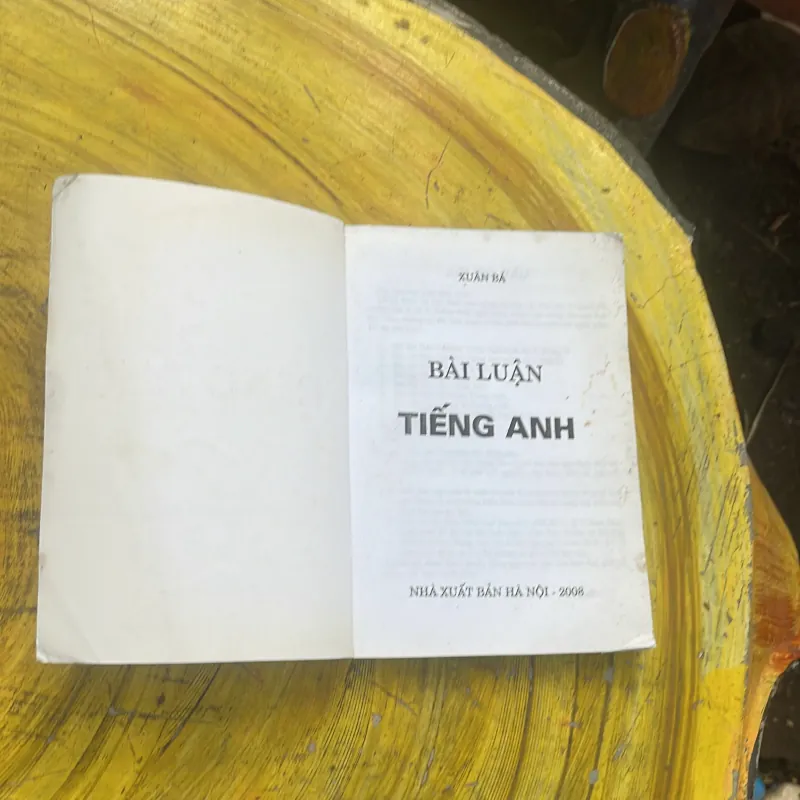 XUÂN BÁ
BÀI LUẬN
TIẾNG ANH
NHÀ XUẤT BẢN HÀ NỘI - 2008